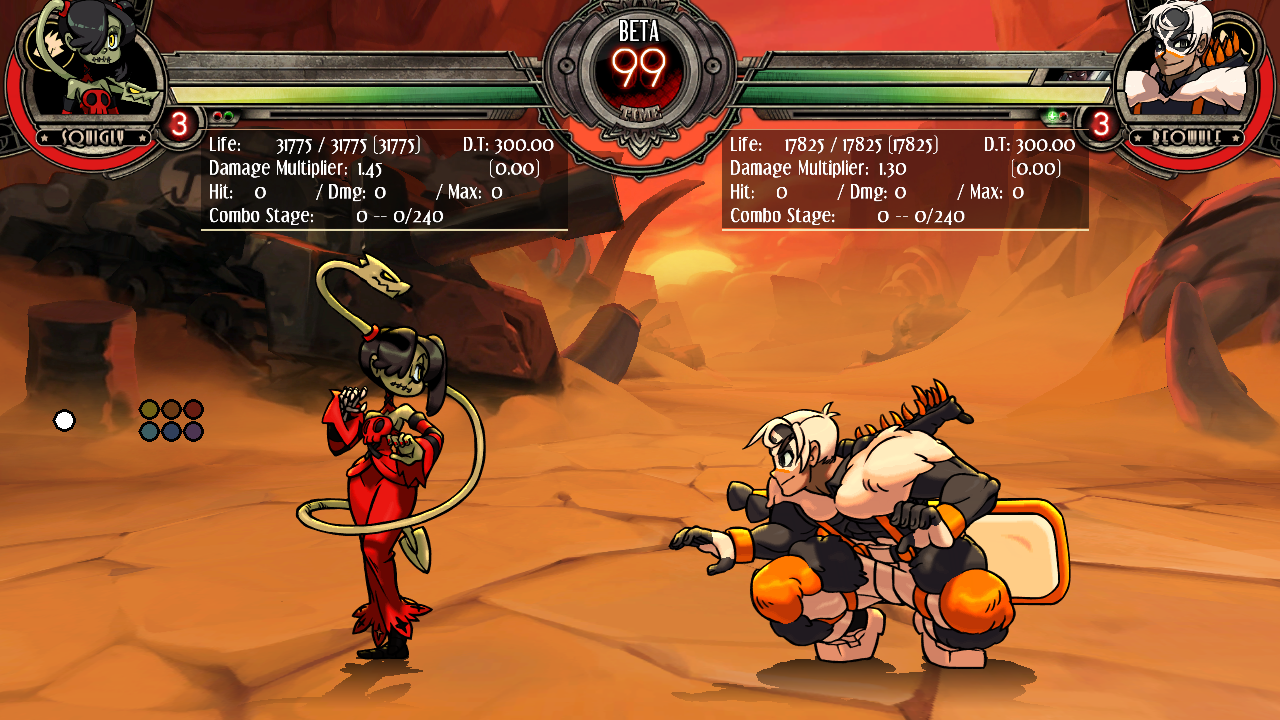 BETA
99
TIME
SQUIGLY
3
3
BEOWULF
Life: 31775 / 31775 (31775) D.T: 300.00
Damage Multiplier: 1.45 (0.00)
Hit: 0 / Dmg: 0 / Max: 0
Combo Stage: 0 -- 0/240
Life: 17825 / 17825 (17825) D.T: 300.00
Damage Multiplier: 1.30 (0.00)
Hit: 0 / Dmg: 0 / Max: 0
Combo Stage: 0 -- 0/240